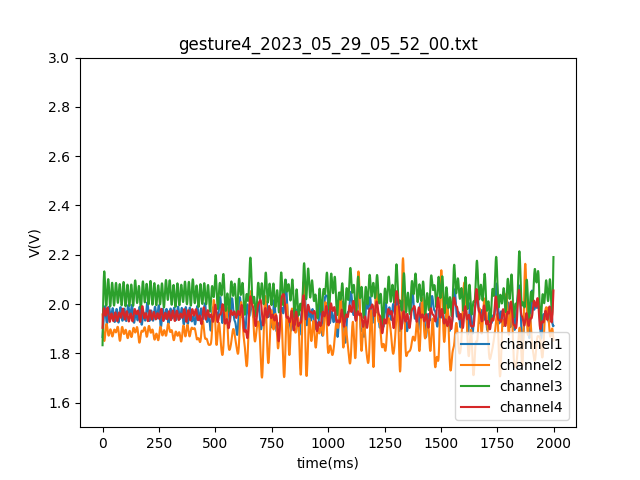 gesture4_2023_05_29_05_52_00.txt
3.0
2.8
2.6
2.4
2.2
2.0
1.8
1.6
V(V)
channel1
channel2
channel3
channel4
0 250 500 750 1000 1250 1500 1750 2000
time(ms)